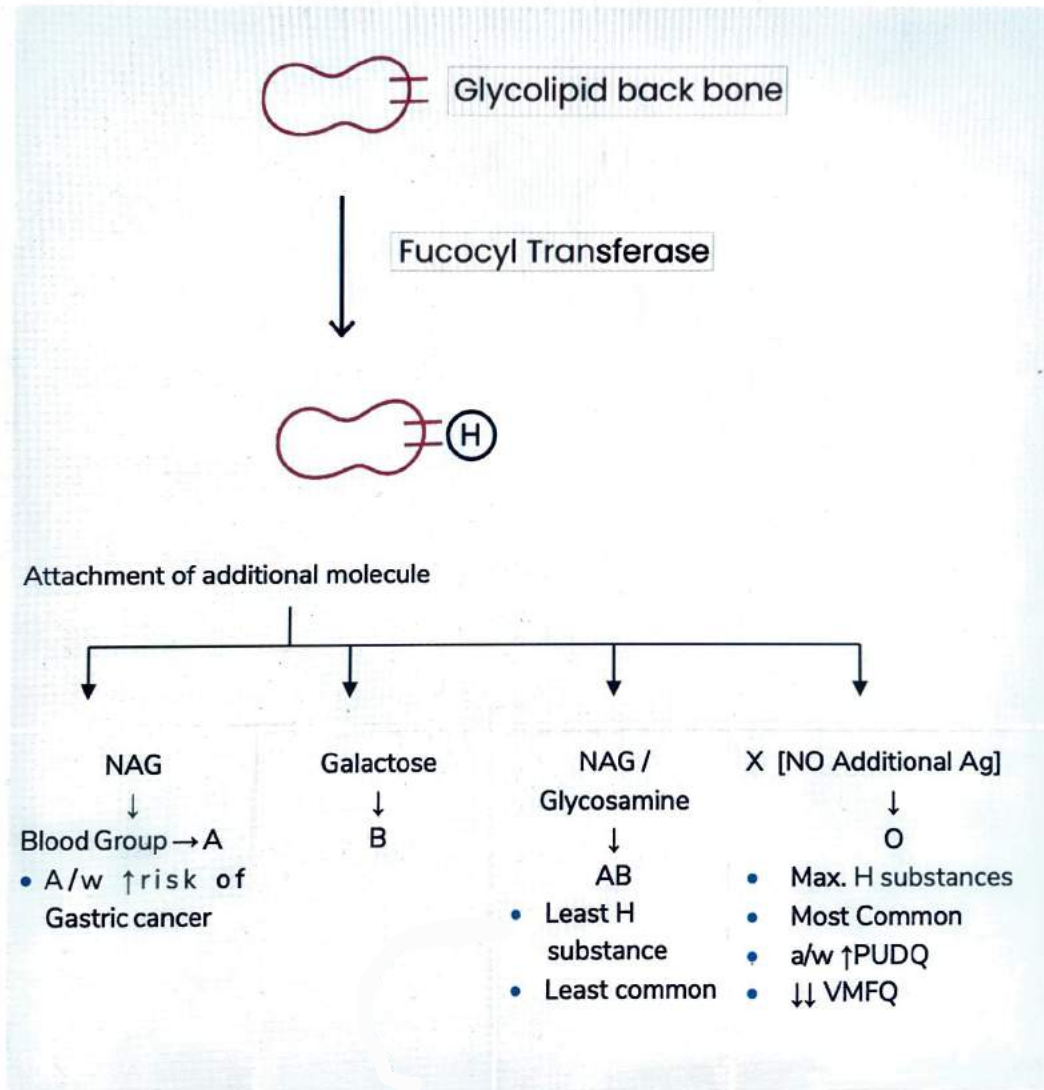 Glycolipid back bone
Fucocyl Transferase
H
Attachment of additional molecule
NAG
↓
Blood Group → A
• A/w ↑risk of
Gastric cancer
Galactose
↓
B
NAG /
Glycosamine
↓
AB
• Least H
substance
• Least common
X [NO Additional Ag]
↓
O
• Max. H substances
• Most Common
• a/w ↑PUDQ
• ↓↓ VMFQ